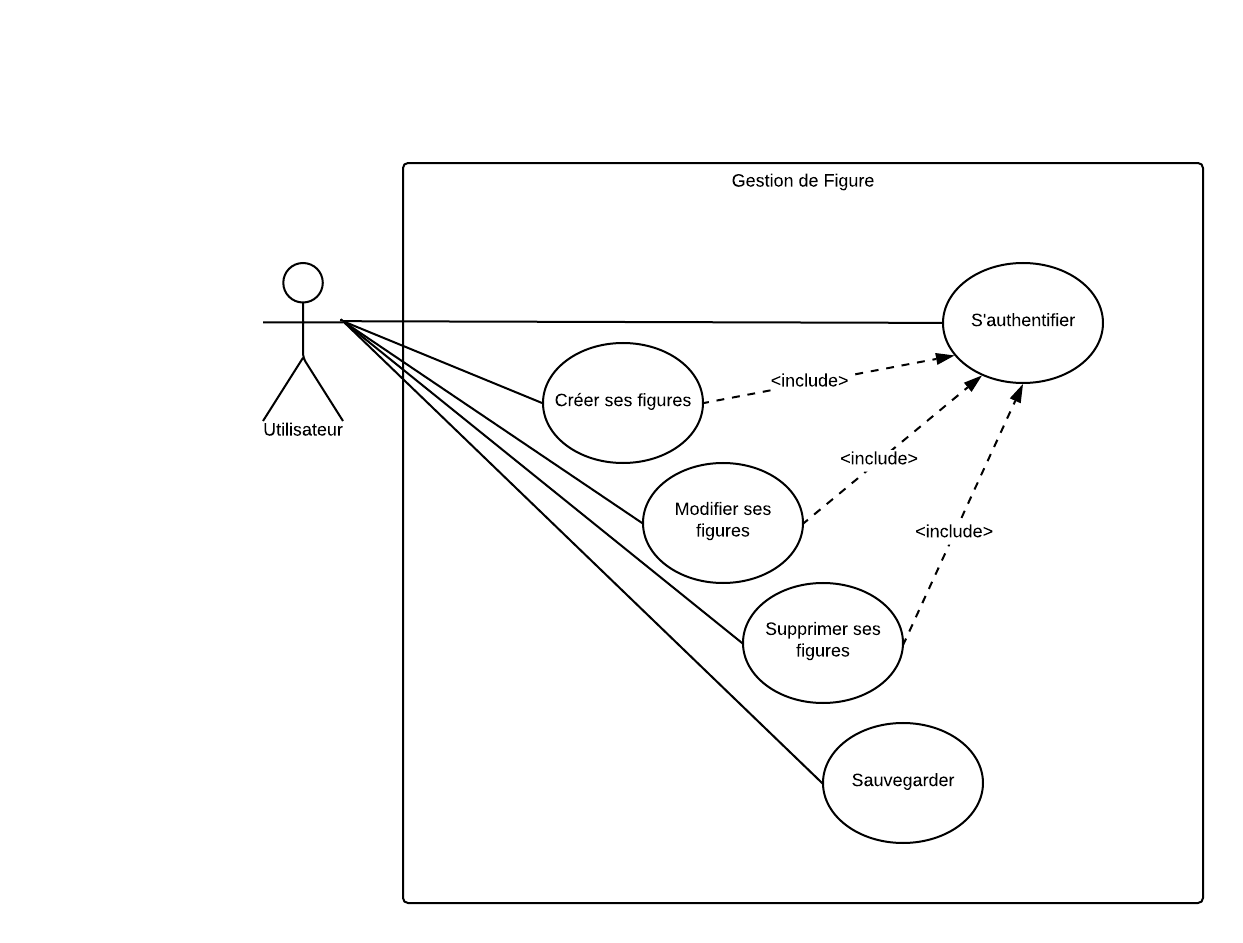 Gestion de Figure
S'authentifier
<include>
Créer ses figures
Utilisateur
<include>
Modifier ses
figures
<include>
Supprimer ses
figures
Sauvegarder